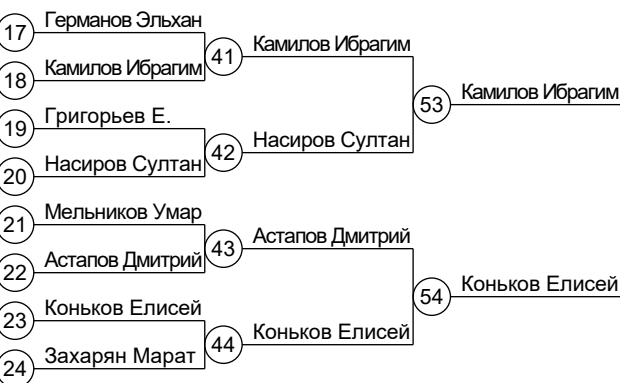 17 Германов Эльхан
18 Камилов Ибрагим
41 Камилов Ибрагим
19 Григорьев Е.
20 Насиров Султан
42 Насиров Султан
53 Камилов Ибрагим
21 Мельников Умар
22 Астапов Дмитрий
43 Астапов Дмитрий
23 Коньков Елисей
24 Захарян Марат
44 Коньков Елисей
54 Коньков Елисей